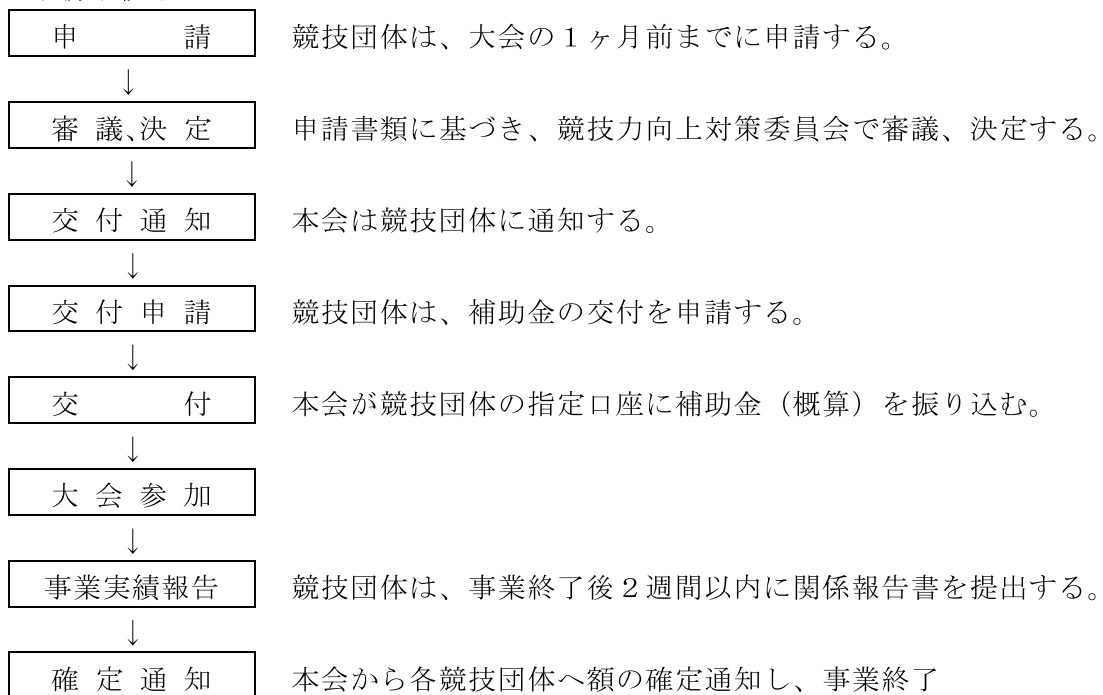 申請 競技団体は、大会の1ヶ月前までに申請する。
↓
審議、決定 申請書類に基づき、競技力向上対策委員会で審議、決定する。
↓
交付通知 本会は競技団体に通知する。
↓
交付申請 競技団体は、補助金の交付を申請する。
↓
交付 本会が競技団体の指定口座に補助金（概算）を振り込む。
↓
大会参加
↓
事業実績報告 競技団体は、事業終了後2週間以内に関係報告書を提出する。
↓
確定通知 本会から各競技団体へ額の確定通知し、事業終了